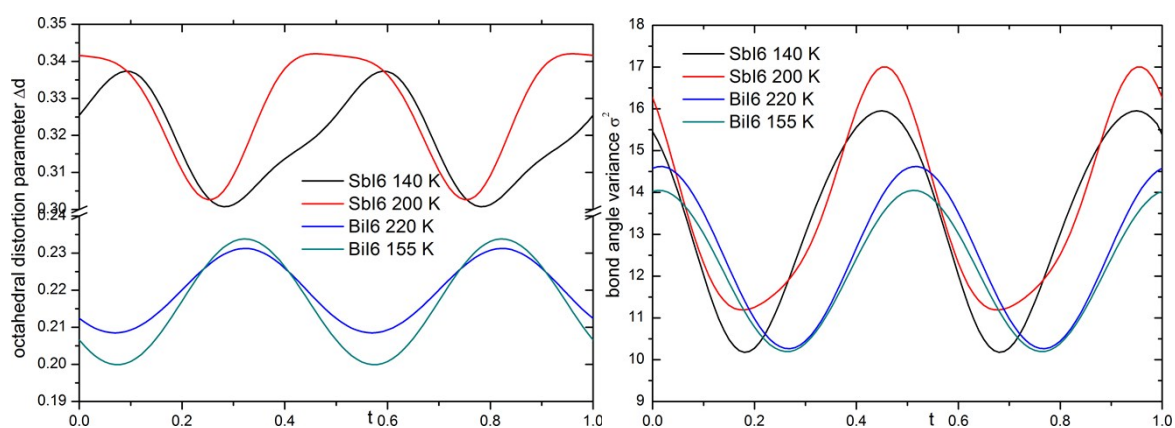 octahedral distortion parameter Δd
0.35
0.34
0.33
0.32
0.31
0.30
0.24
0.23
0.22
0.21
0.20
0.19
SbI6 140 K
SbI6 200 K
BiI6 220 K
BiI6 155 K
0.0
0.2
0.4
t
0.6
0.8
1.0
bond angle variance σ²
17
16
15
14
13
12
11
10
9
SbI6 140 K
SbI6 200 K
BiI6 220 K
BiI6 155 K
0.0
0.2
0.4
t
0.6
0.8
1.0